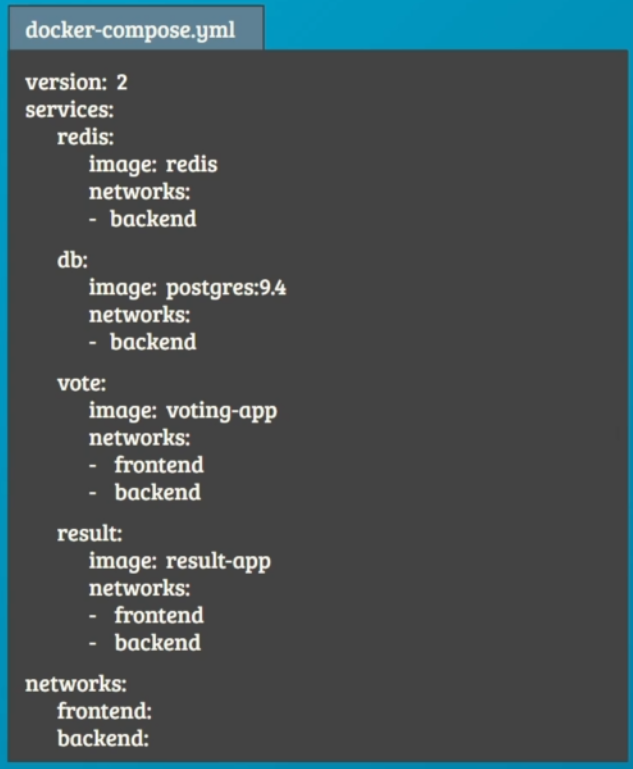 docker-compose.yml
version: 2
services:
redis:
image: redis
networks:
- backend
db:
image: postgres:9.4
networks:
- backend
vote:
image: voting-app
networks:
- frontend
- backend
result:
image: result-app
networks:
- frontend
- backend
networks:
frontend:
backend: